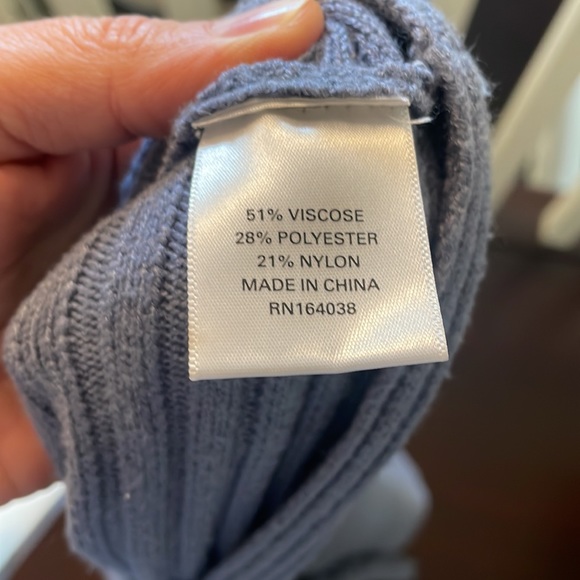 51% VISCOSE
28% POLYESTER
21% NYLON
MADE IN CHINA
RN164038